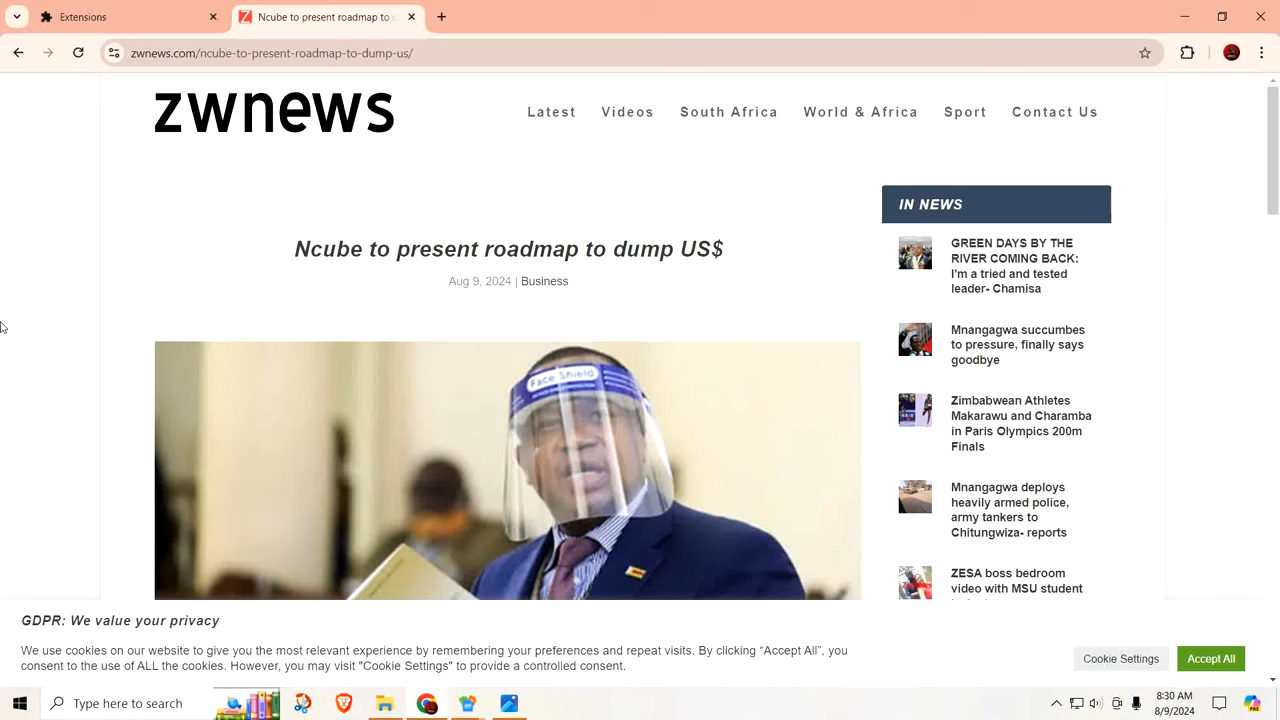 Extensions
Ncube to present roadmap to d
zwnews.com/ncube-to-present-roadmap-to-dump-us/
zwnews
Latest Videos South Africa World & Africa Sport Contact Us
Ncube to present roadmap to dump US$
Aug 9, 2024 | Business
Face Shield
IN NEWS
GREEN DAYS BY THE
RIVER COMING BACK:
I'm a tried and tested
leader- Chamisa
Mnangagwa succumbes
to pressure, finally says
goodbye
Zimbabwean Athletes
Makarawu and Charamba
in Paris Olympics 200m
Finals
Mnangagwa deploys
heavily armed police,
army tankers to
Chitungwiza- reports
ZESA boss bedroom
video with MSU student
GDPR: We value your privacy
We use cookies on our website to give you the most relevant experience by remembering your preferences and repeat visits. By clicking “Accept All”, you
consent to the use of ALL the cookies. However, you may visit "Cookie Settings" to provide a controlled consent.
Cookie Settings
Accept All
Type here to search
8:30 AM
8/9/2024